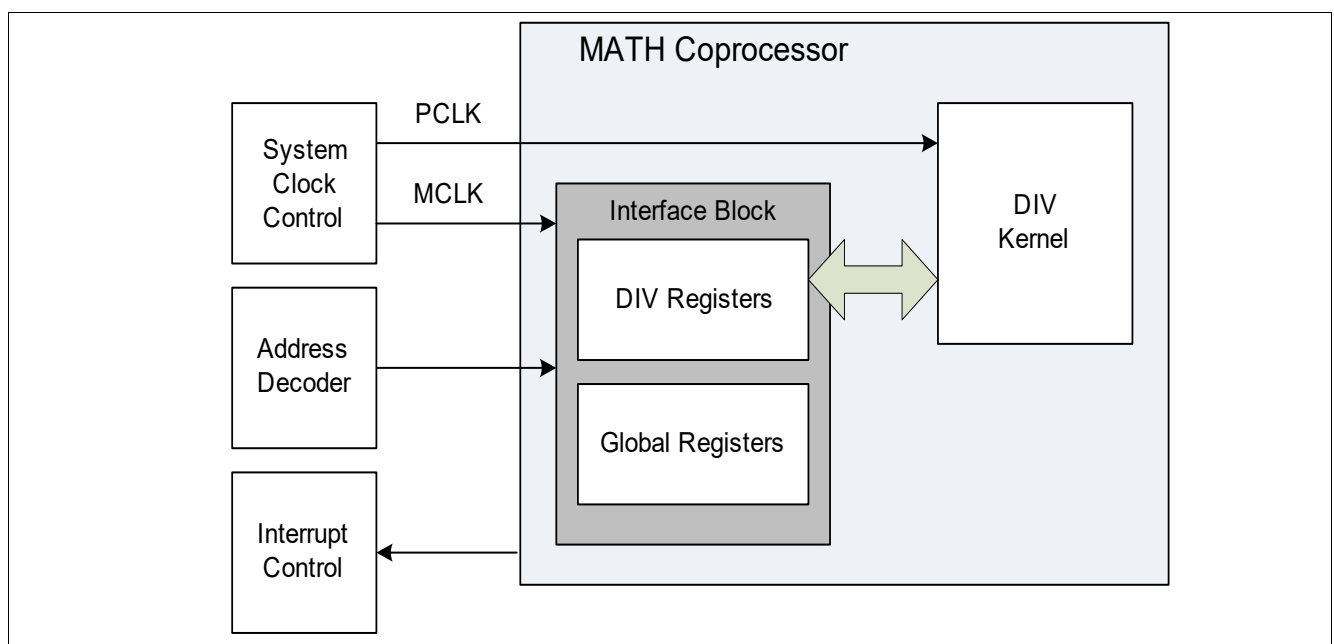 MATH Coprocessor
PCLK
System
Clock
Control
MCLK
Interface Block
DIV
Kernel
DIV Registers
Address
Decoder
Global Registers
Interrupt
Control